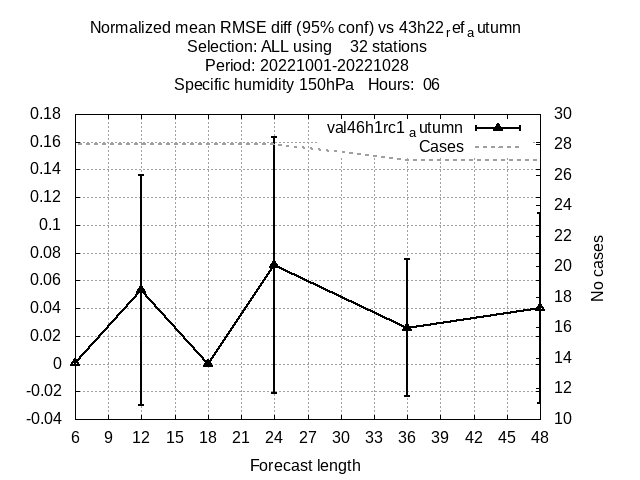 Normalized mean RMSE diff (95% conf) vs 43h22refautumn
Selection: ALL using 32 stations
Period: 20221001-20221028
Specific humidity 150hPa Hours: 06
val46h1rc1autumn
Cases
0.18
0.16
0.14
0.12
0.1
0.08
0.06
0.04
0.02
0
-0.02
-0.04
30
28
26
24
22
20
18
16
14
12
10
No cases
6 9 12 15 18 21 24 27 30 33 36 39 42 45 48
Forecast length